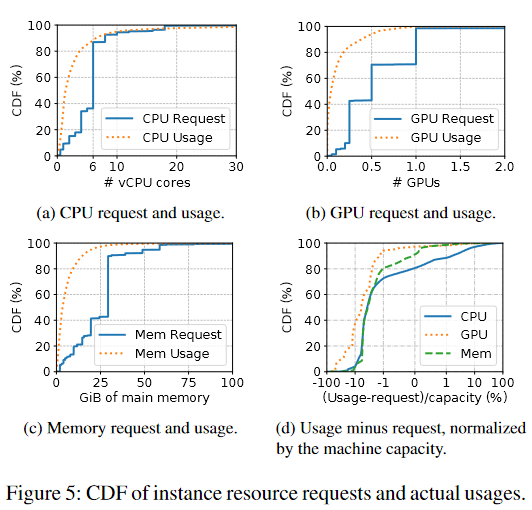 100
80
60
40
20
0
CDF (%)
CPU Request
CPU Usage
0 6 10 20 30
# vCPU cores
(a) CPU request and usage.
100
80
60
40
20
0
CDF (%)
GPU Request
GPU Usage
0.0 0.5 1.0 1.5 2.0
# GPUs
(b) GPU request and usage.
100
80
60
40
20
0
CDF (%)
Mem Request
Mem Usage
0 25 50 75 100
GiB of main memory
(c) Memory request and usage.
100
80
60
40
20
0
CDF (%)
CPU
GPU
Mem
-100 -10 -1 0 1 10 100
(Usage-request)/capacity (%)
(d) Usage minus request, normalized
by the machine capacity.
Figure 5: CDF of instance resource requests and actual usages.